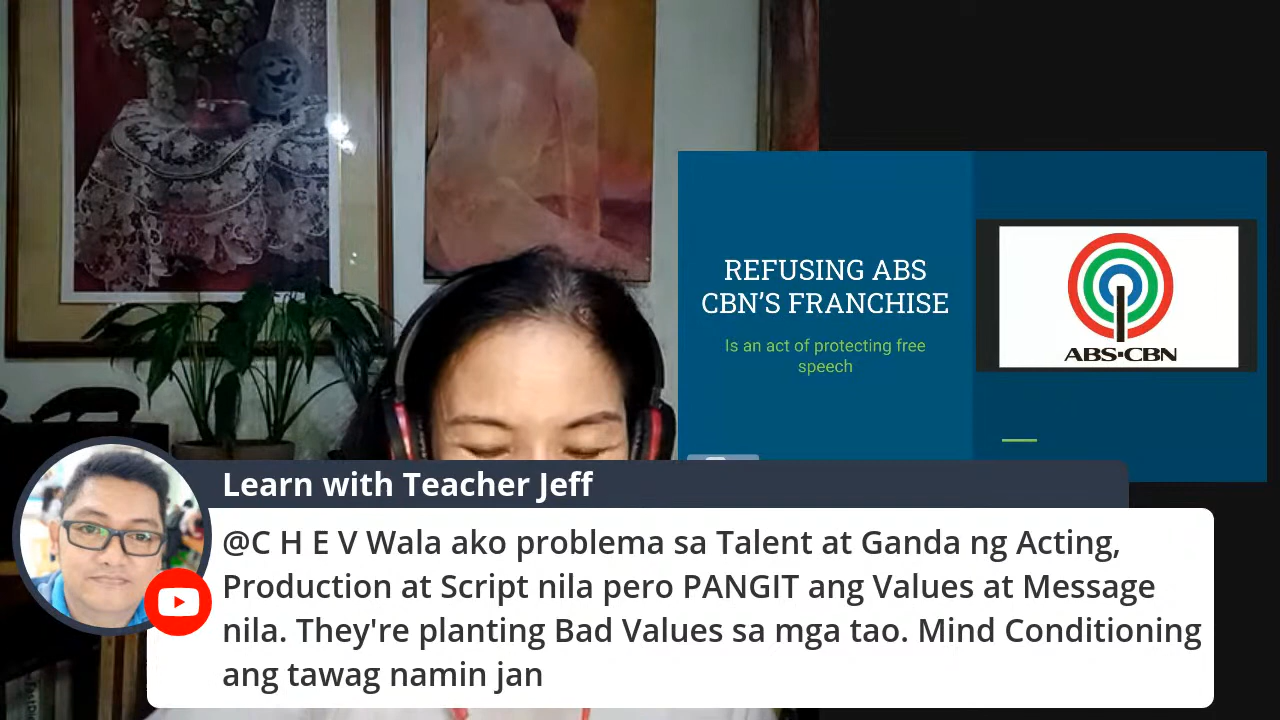 REFUSING ABS
CBN'S FRANCHISE
Is an act of protecting free
speech
ABS•CBN
Learn with Teacher Jeff
@C H E V Wala ako problema sa Talent at Ganda ng Acting,
Production at Script nila pero PANGIT ang Values at Message
nila. They're planting Bad Values sa mga tao. Mind Conditioning
ang tawag namin jan